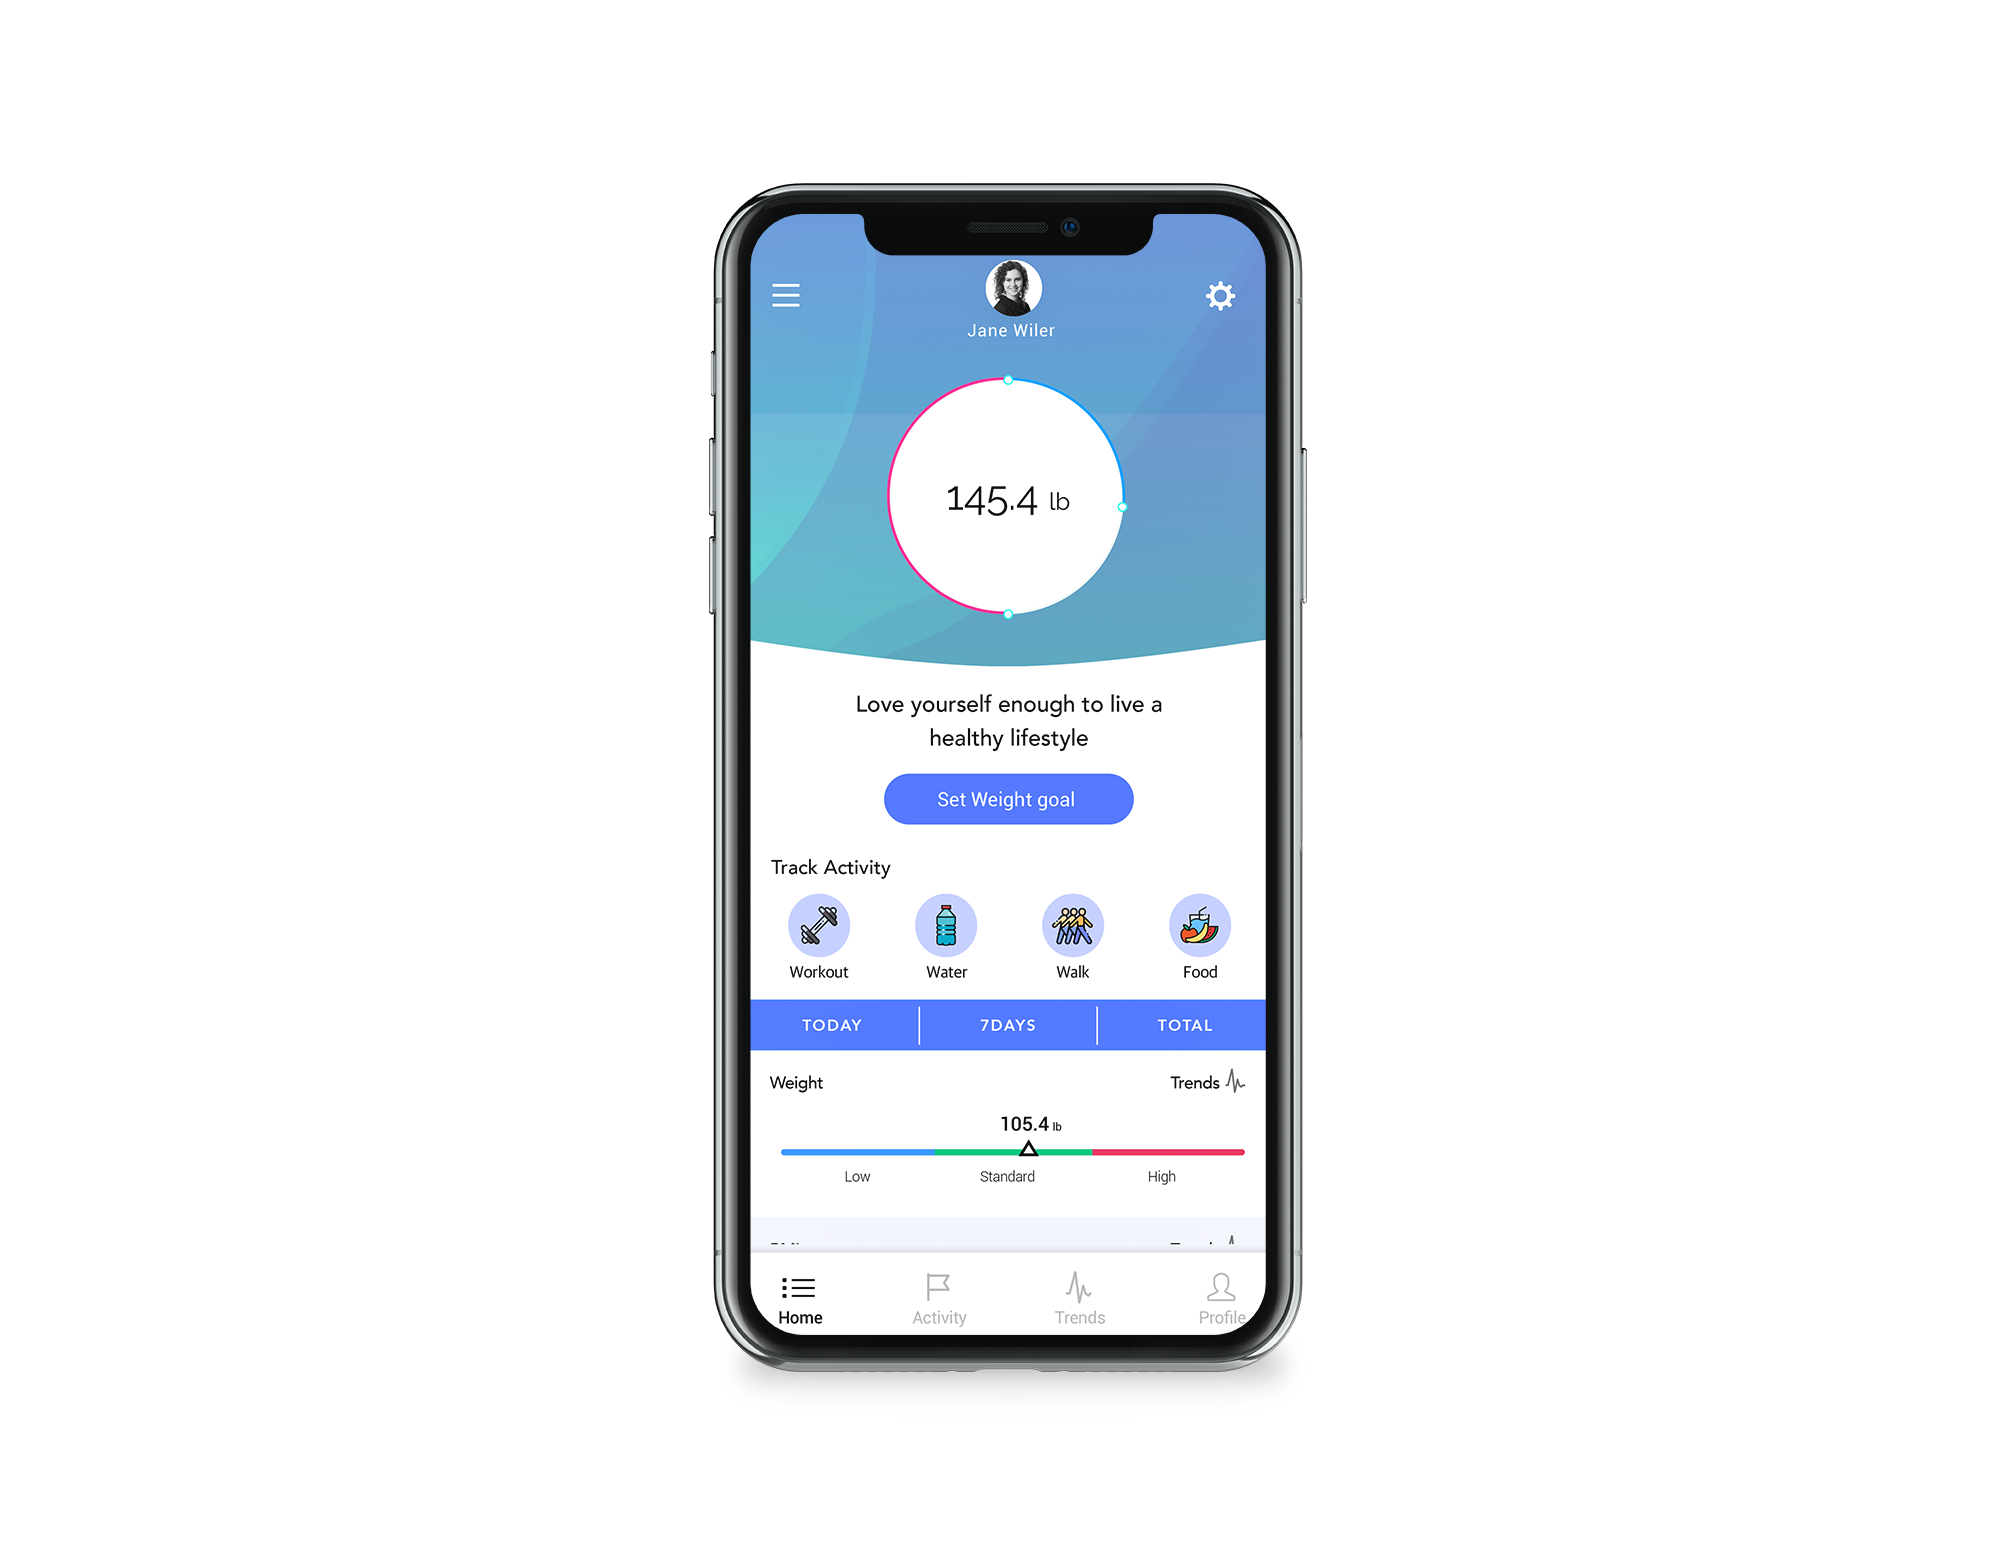 Jane Wiler
145.4 lb
Love yourself enough to live a
healthy lifestyle
Set Weight goal
Track Activity
Workout Water Walk Food
TODAY 7DAYS TOTAL
Weight Trends
105.4 lb
Low Standard High
Home Activity Trends Profile